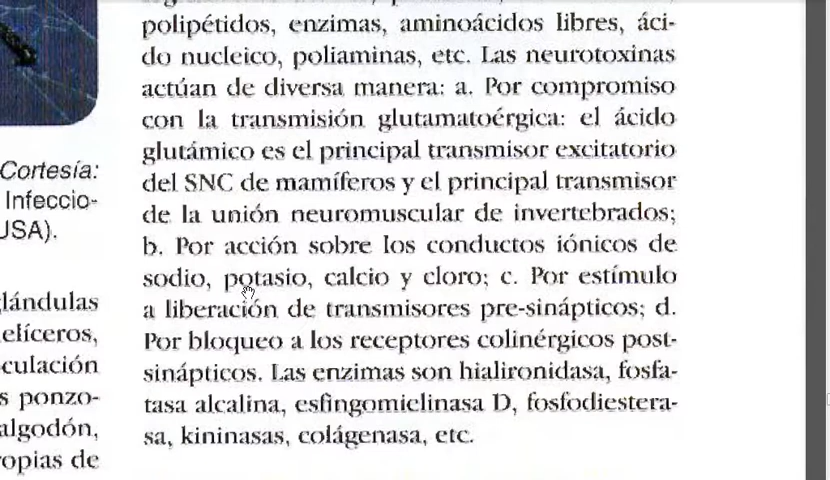 Cortesía:
Infeccio-
USA).
glándulas
elíceros,
culación
s ponzo-
algodón,
opias de
polipétidos, enzimas, aminoácidos libres, áci-
do nucleico, poliaminas, etc. Las neurotoxinas
actúan de diversa manera: a. Por compromiso
con la transmisión glutamatoérgica: el ácido
glutámico es el principal transmisor excitatorio
del SNC de mamíferos y el principal transmisor
de la unión neuromuscular de invertebrados;
b. Por acción sobre los conductos iónicos de
sodio, potasio, calcio y cloro; c. Por estímulo
a liberación de transmisores pre-sinápticos; d.
Por bloqueo a los receptores colinérgicos post-
sinápticos. Las enzimas son hialironidasa, fosfa-
tasa alcalina, esfingomielinasa D, fosfodiestera-
sa, kininasas, colágenasa, etc.